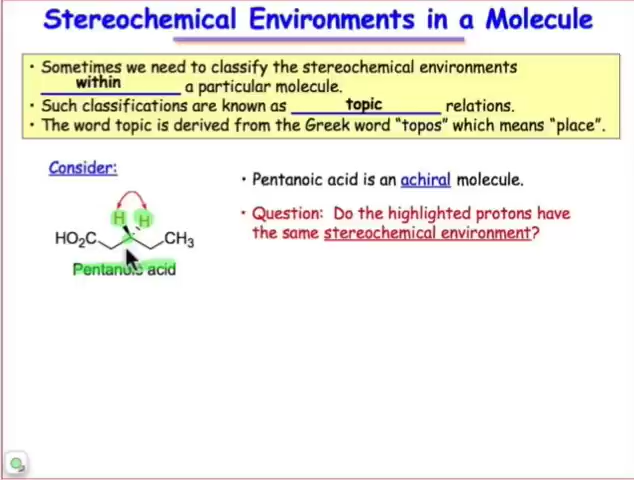 Stereochemical Environments in a Molecule
• Sometimes we need to classify the stereochemical environments
within a particular molecule.
• Such classifications are known as topic relations.
• The word topic is derived from the Greek word “topos” which means “place”.
Consider:
• Pentanoic acid is an achiral molecule.
• Question: Do the highlighted protons have
the same stereochemical environment?
H H
HO₂C CH₃
Pentanoic acid